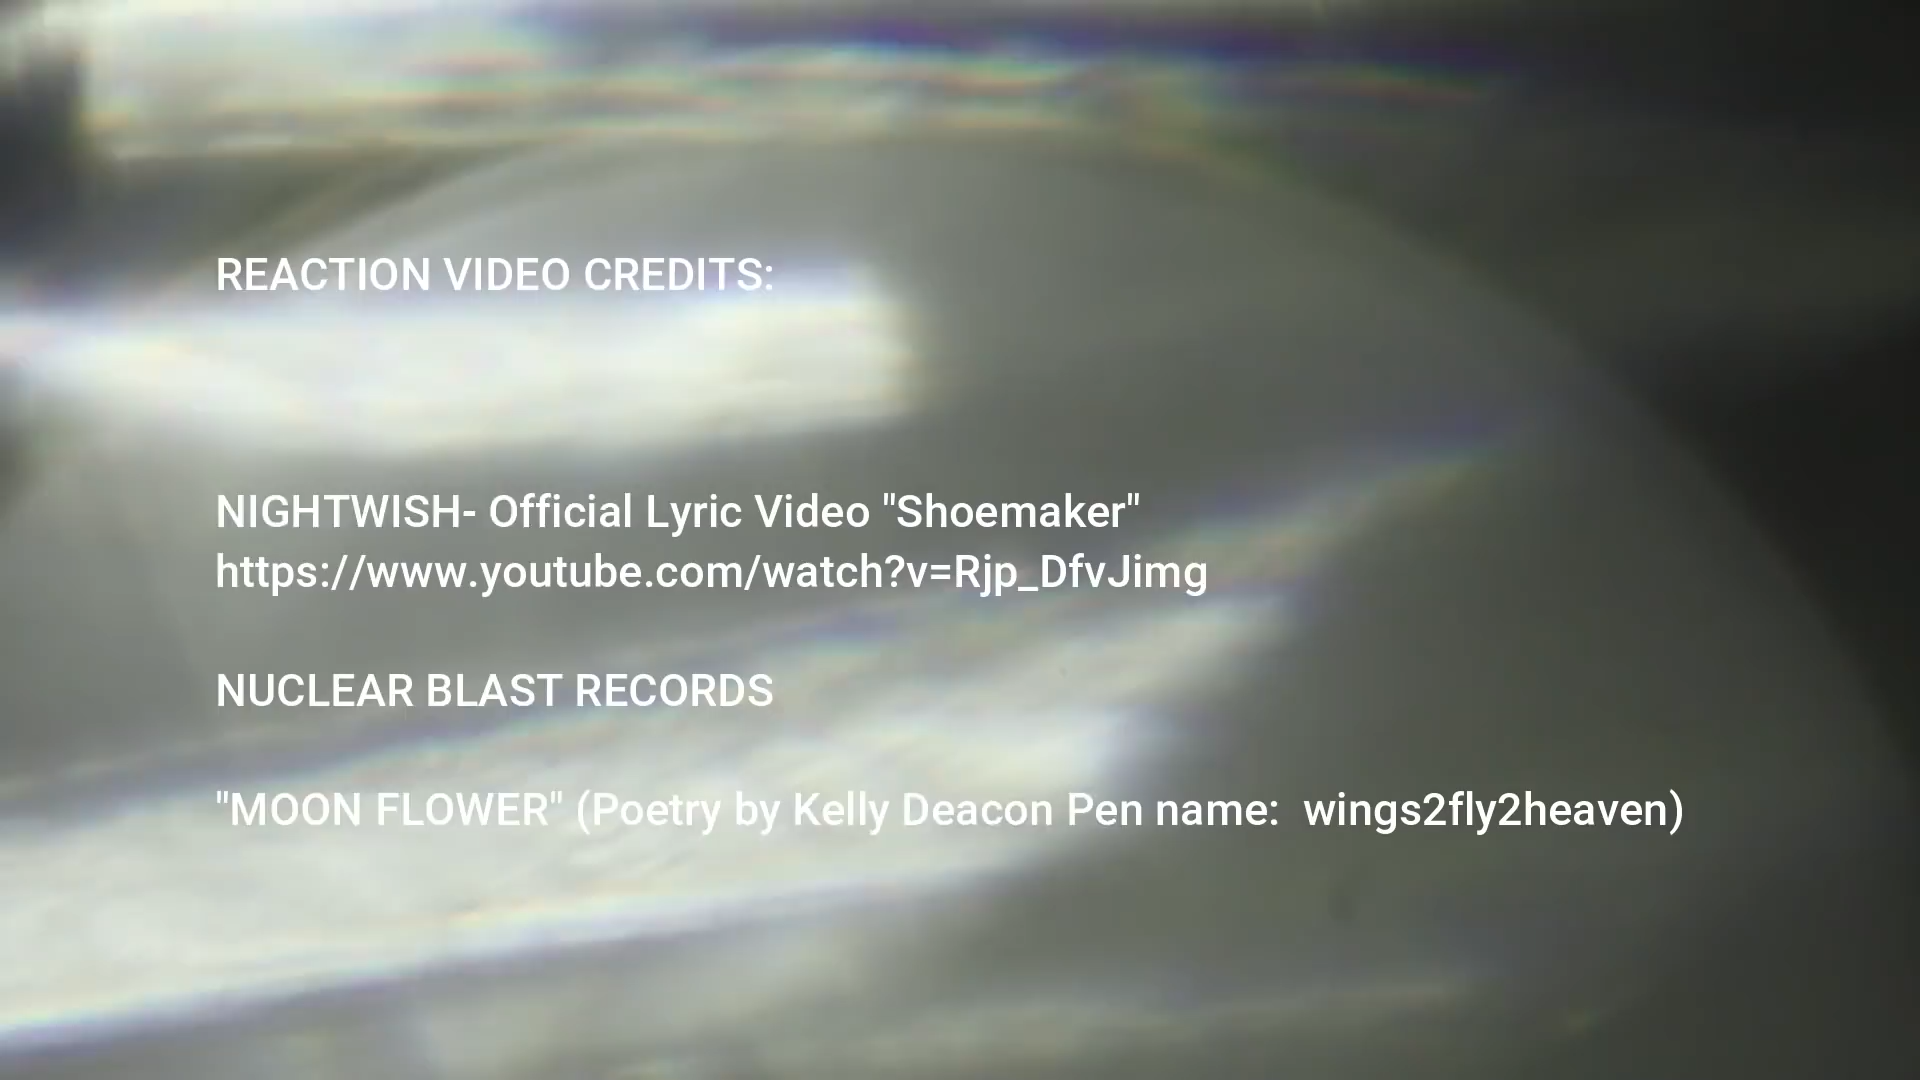 REACTION VIDEO CREDITS:
NIGHTWISH- Official Lyric Video "Shoemaker"
https://www.youtube.com/watch?v=Rjp_DfvJimg
NUCLEAR BLAST RECORDS
"MOON FLOWER" (Poetry by Kelly Deacon Pen name:  wings2fly2heaven)